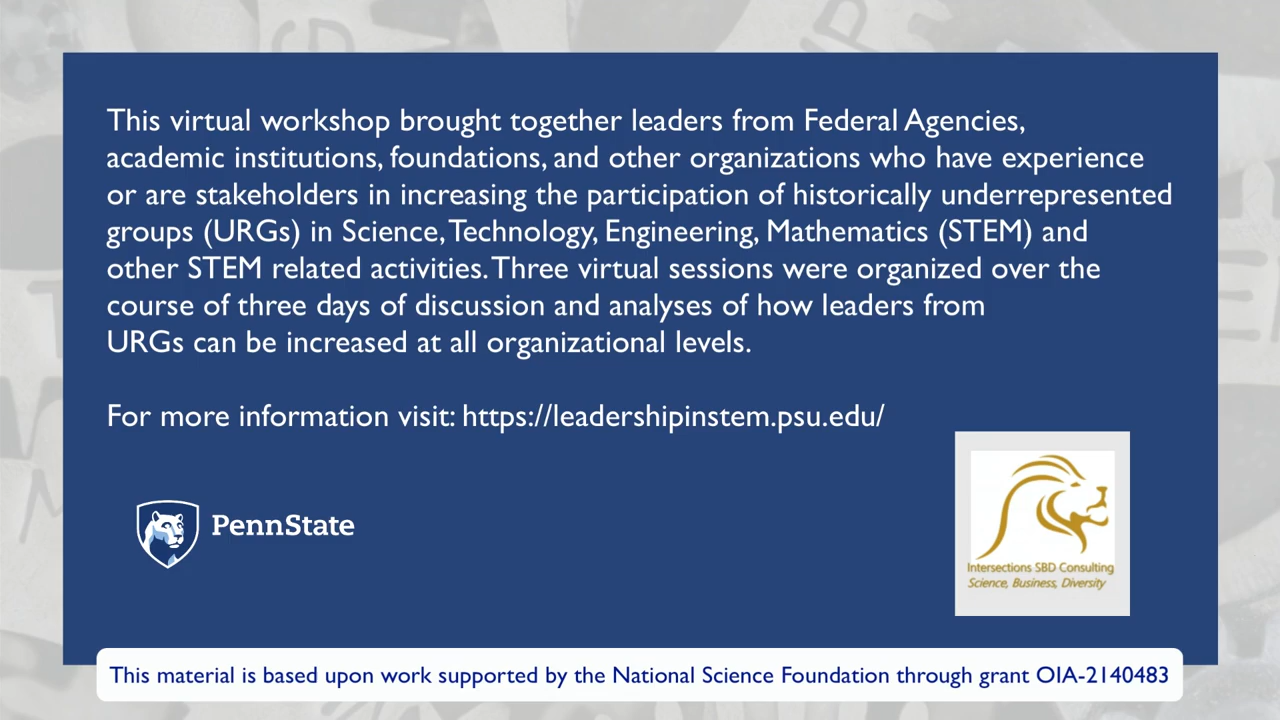 This virtual workshop brought together leaders from Federal Agencies,
academic institutions, foundations, and other organizations who have experience
or are stakeholders in increasing the participation of historically underrepresented
groups (URGs) in Science, Technology, Engineering, Mathematics (STEM) and
other STEM related activities. Three virtual sessions were organized over the
course of three days of discussion and analyses of how leaders from
URGs can be increased at all organizational levels.
For more information visit: https://leadershipinstem.psu.edu/
PennState
Intersections SBD Consulting
Science, Business, Diversity
This material is based upon work supported by the National Science Foundation through grant OIA-2140483